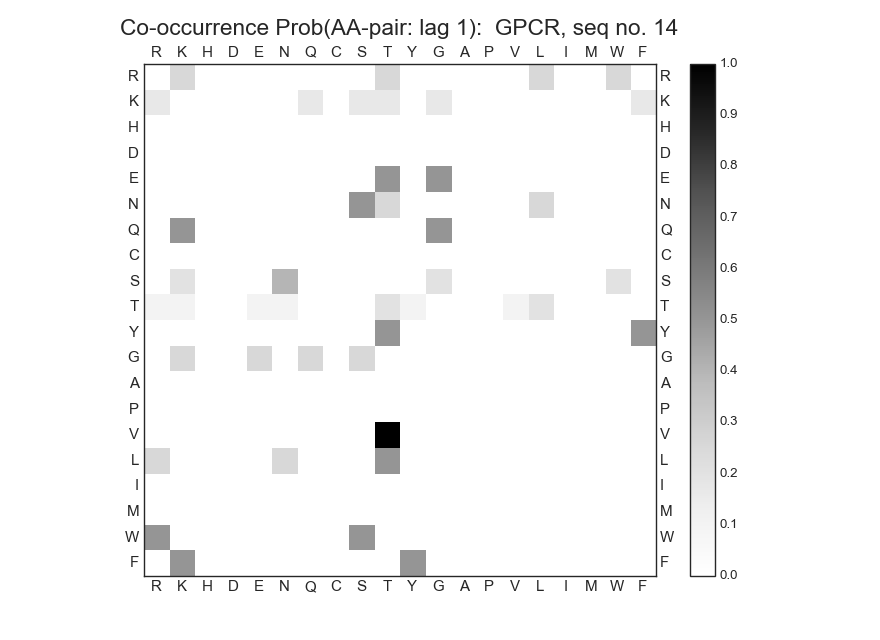 Co-occurrence Prob(AA-pair: lag 1):  GPCR, seq no. 14
R K H D E N Q C S T Y G A P V L I M W F
R R 1.0
K K 0.9
H H
D D 0.8
E E
N N 0.7
Q Q
C C 0.6
S S
T T 0.5
Y Y
G G 0.4
A A
P P 0.3
V V
L L 0.2
I I
M M 0.1
W W
F F 0.0
R K H D E N Q C S T Y G A P V L I M W F